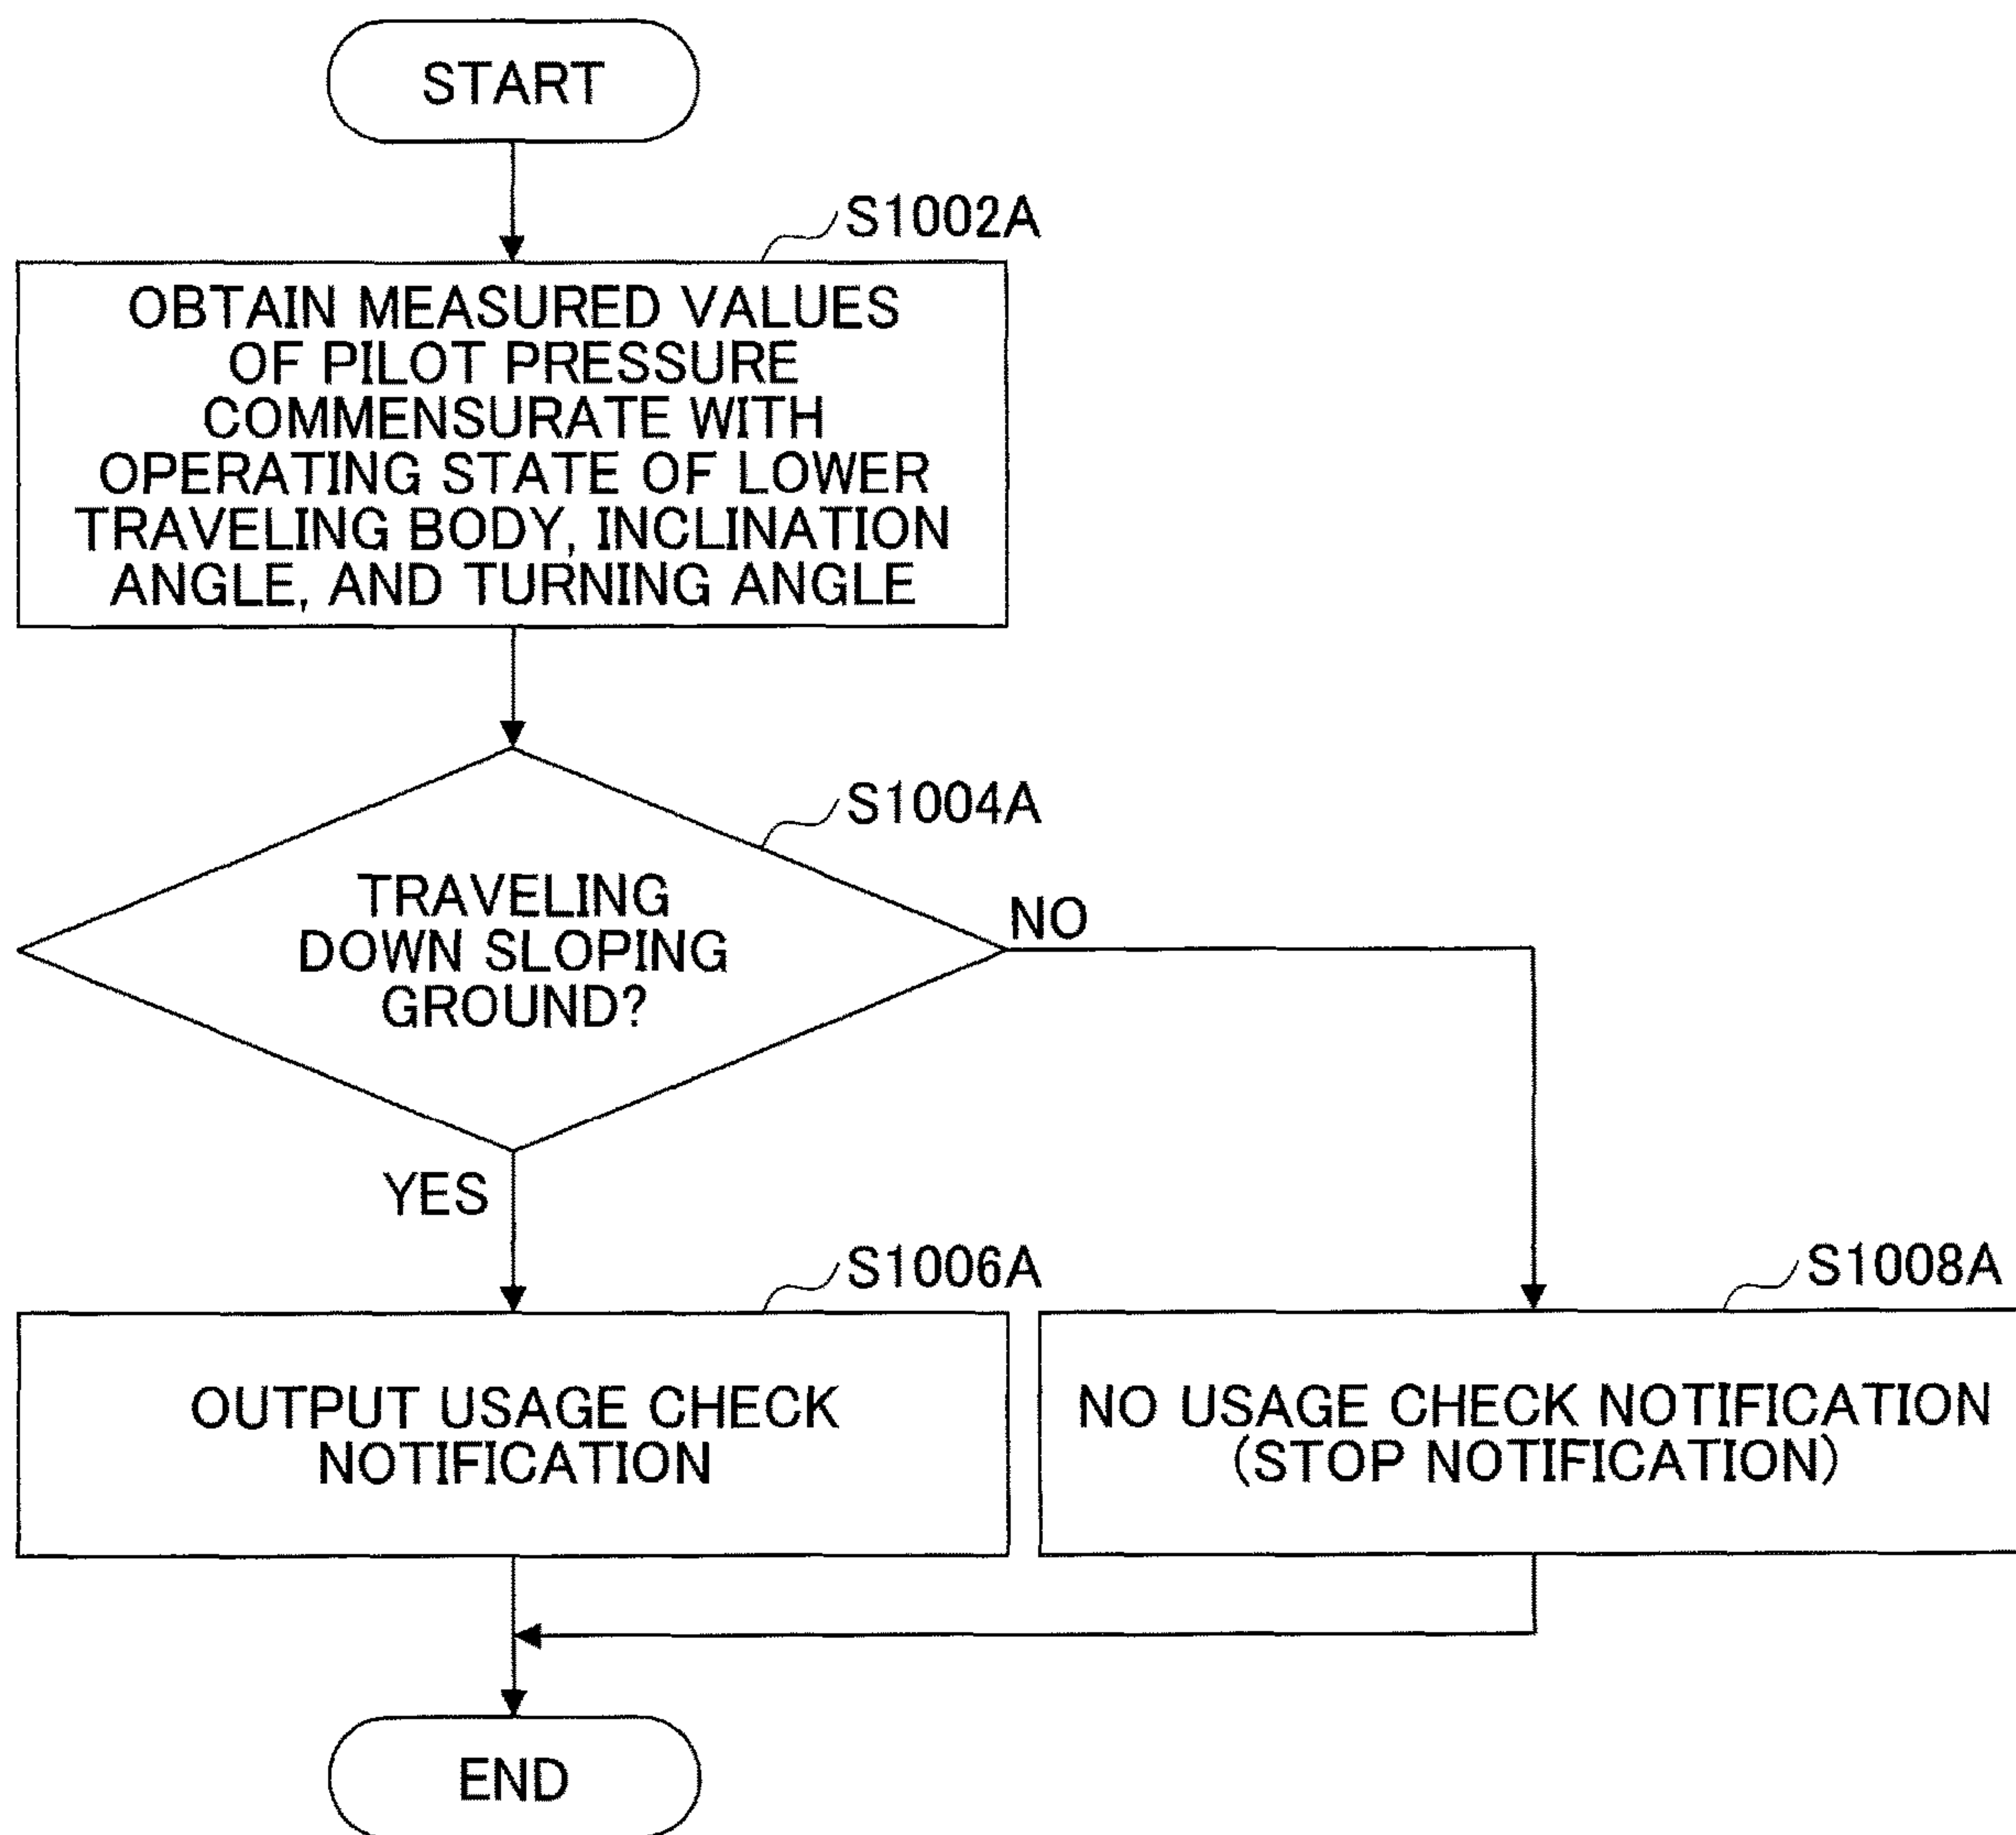 START
S1002A
OBTAIN MEASURED VALUES
OF PILOT PRESSURE
COMMENSURATE WITH
OPERATING STATE OF LOWER
TRAVELING BODY, INCLINATION
ANGLE, AND TURNING ANGLE
S1004A
TRAVELING
DOWN SLOPING
GROUND?
NO
YES
S1006A
OUTPUT USAGE CHECK
NOTIFICATION
S1008A
NO USAGE CHECK NOTIFICATION
(STOP NOTIFICATION)
END